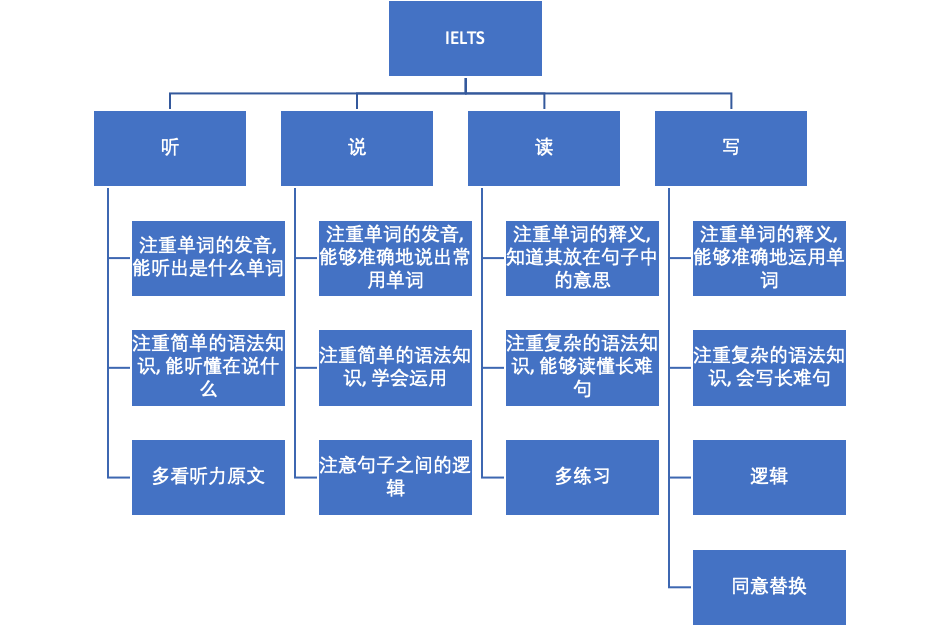 IELTS
听
说
读
写
注重单词的发音,
能听出是什么单词
注重简单的语法知
识, 能听懂在说什
么
多看听力原文
注重单词的发音,
能够准确地说出常
用单词
注重简单的语法知
识, 学会运用
注意句子之间的逻
辑
注重单词的释义,
知道其放在句子中
的意思
注重复杂的语法知
识, 能够读懂长难
句
多练习
注重单词的释义,
能够准确地运用单
词
注重复杂的语法知
识, 会写长难句
逻辑
同意替换